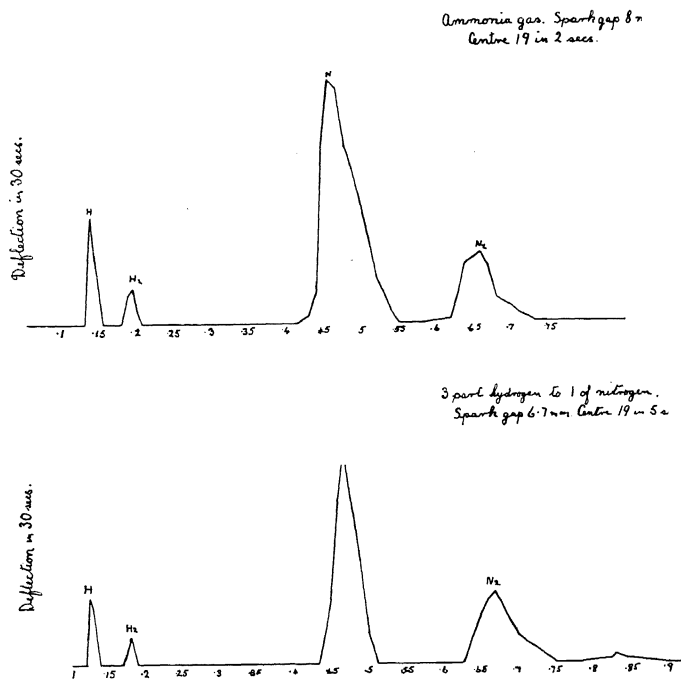 Ammonia gas. Spark gap 8 m
Centre 19 in 2 secs.
Deflection in 30 secs.
H
H2
N
N2
.1 .15 .2 .25 .3 .35 .4 .45 .5 .55 .6 .65 .7 .75
3 part hydrogen to 1 of nitrogen.
Spark gap 6.7 mm. Centre 19 in 5 s
Deflection in 30 secs.
H
H2
N2
.1 .15 .2 .25 .3 .35 .4 .45 .5 .55 .6 .65 .7 .75 .8 .85 .9